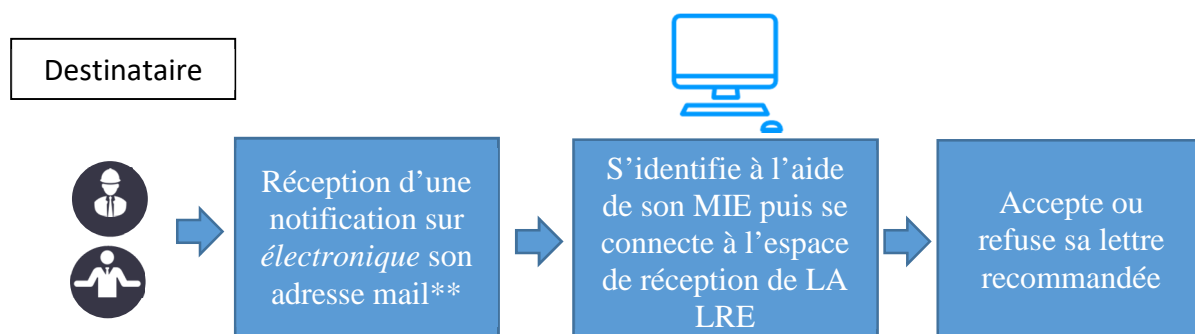 Destinataire
Réception d’une
notification sur
électronique son
adresse mail**
S’identifie à l’aide
de son MIE puis se
connecte à l’espace
de réception de LA
LRE
Accepte ou
refuse sa lettre
recommandée